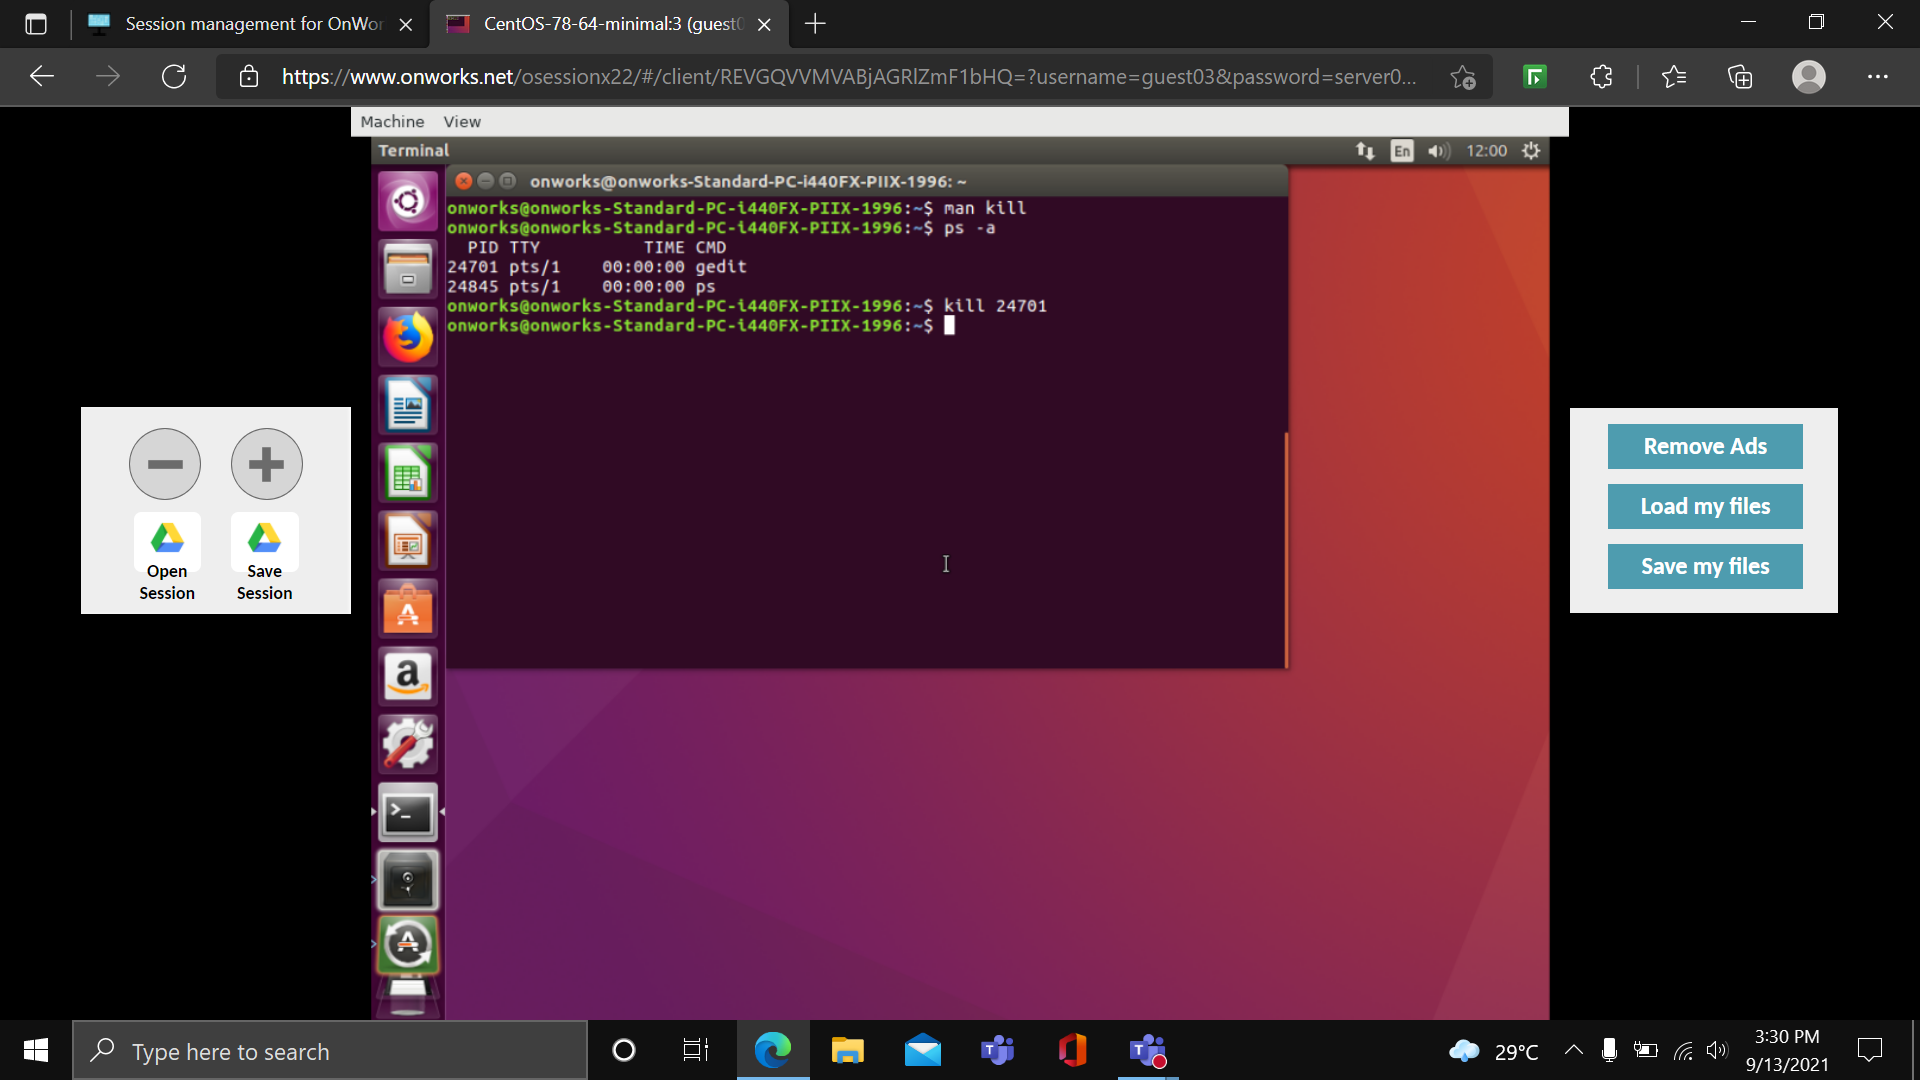 Session management for OnWor
CentOS-78-64-minimal:3 (guest0
https://www.onworks.net/osessionx22/#/client/REVGQVVMVABjAGRlZmF1bHQ=?username=guest03&password=server0...
Machine View
Terminal
En
12:00
onworks@onworks-Standard-PC-i440FX-PIIX-1996: ~
onworks@onworks-Standard-PC-i440FX-PIIX-1996:~$ man kill
onworks@onworks-Standard-PC-i440FX-PIIX-1996:~$ ps -a
PID TTY TIME CMD
24701 pts/1 00:00:00 gedit
24845 pts/1 00:00:00 ps
onworks@onworks-Standard-PC-i440FX-PIIX-1996:~$ kill 24701
onworks@onworks-Standard-PC-i440FX-PIIX-1996:~$
Open
Session
Save
Session
Remove Ads
Load my files
Save my files
Type here to search
29°C
3:30 PM
9/13/2021